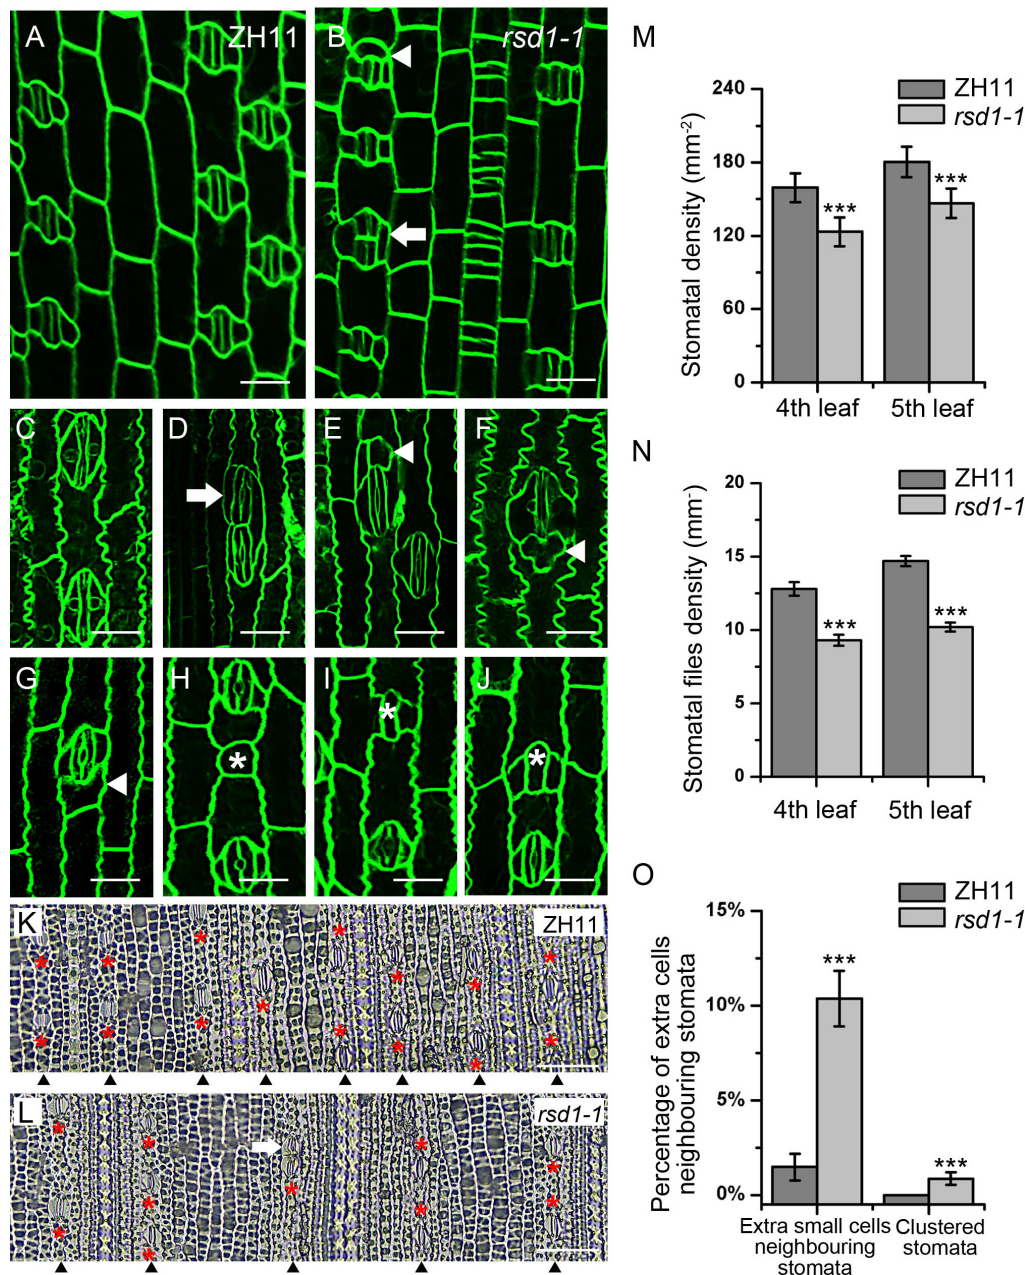 A
ZH11
B
rsd1-1
C
D
E
F
G
H
*
I
*
J
*
K
ZH11
* * * * * * * * * * * * * * * *
L
rsd1-1
* * * * * * * * * *
M
ZH11
rsd1-1
Stomatal density (mm-2)
240
180
120
60
0
***
***
4th leaf
5th leaf
N
ZH11
rsd1-1
Stomatal files density (mm-)
20
15
10
5
0
***
***
4th leaf
5th leaf
O
ZH11
rsd1-1
Percentage of extra cells
neighbouring stomata
15%
10%
5%
0%
***
***
Extra small cells
neighbouring
stomata
Clustered
stomata